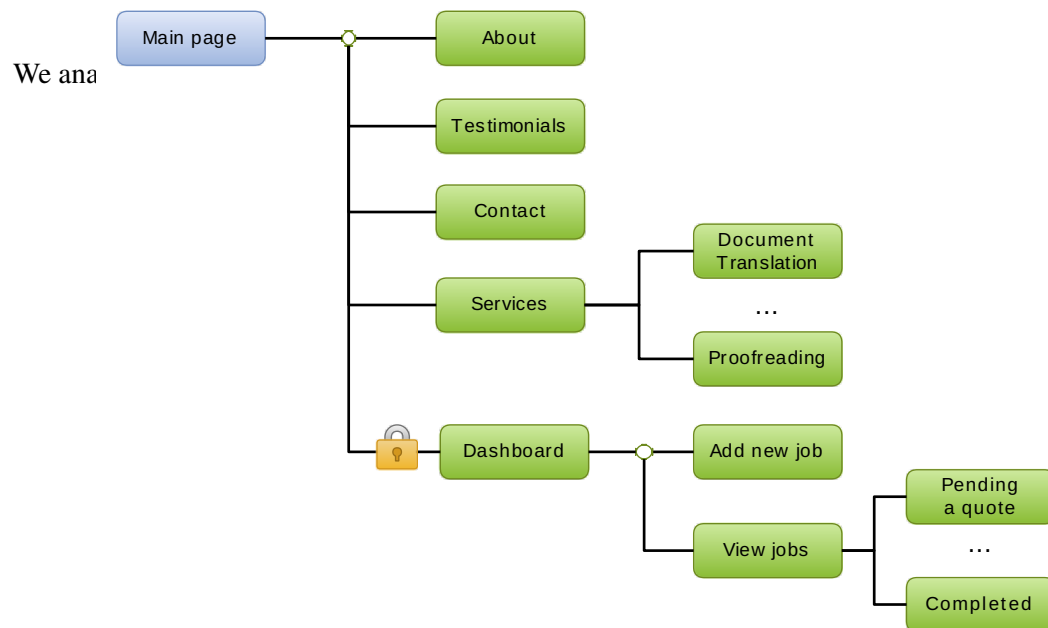 Main page
About
We ana
Testimonials
Contact
Services
Document
Translation
...
Proofreading
Dashboard
Add new job
View jobs
Pending
a quote
...
Completed